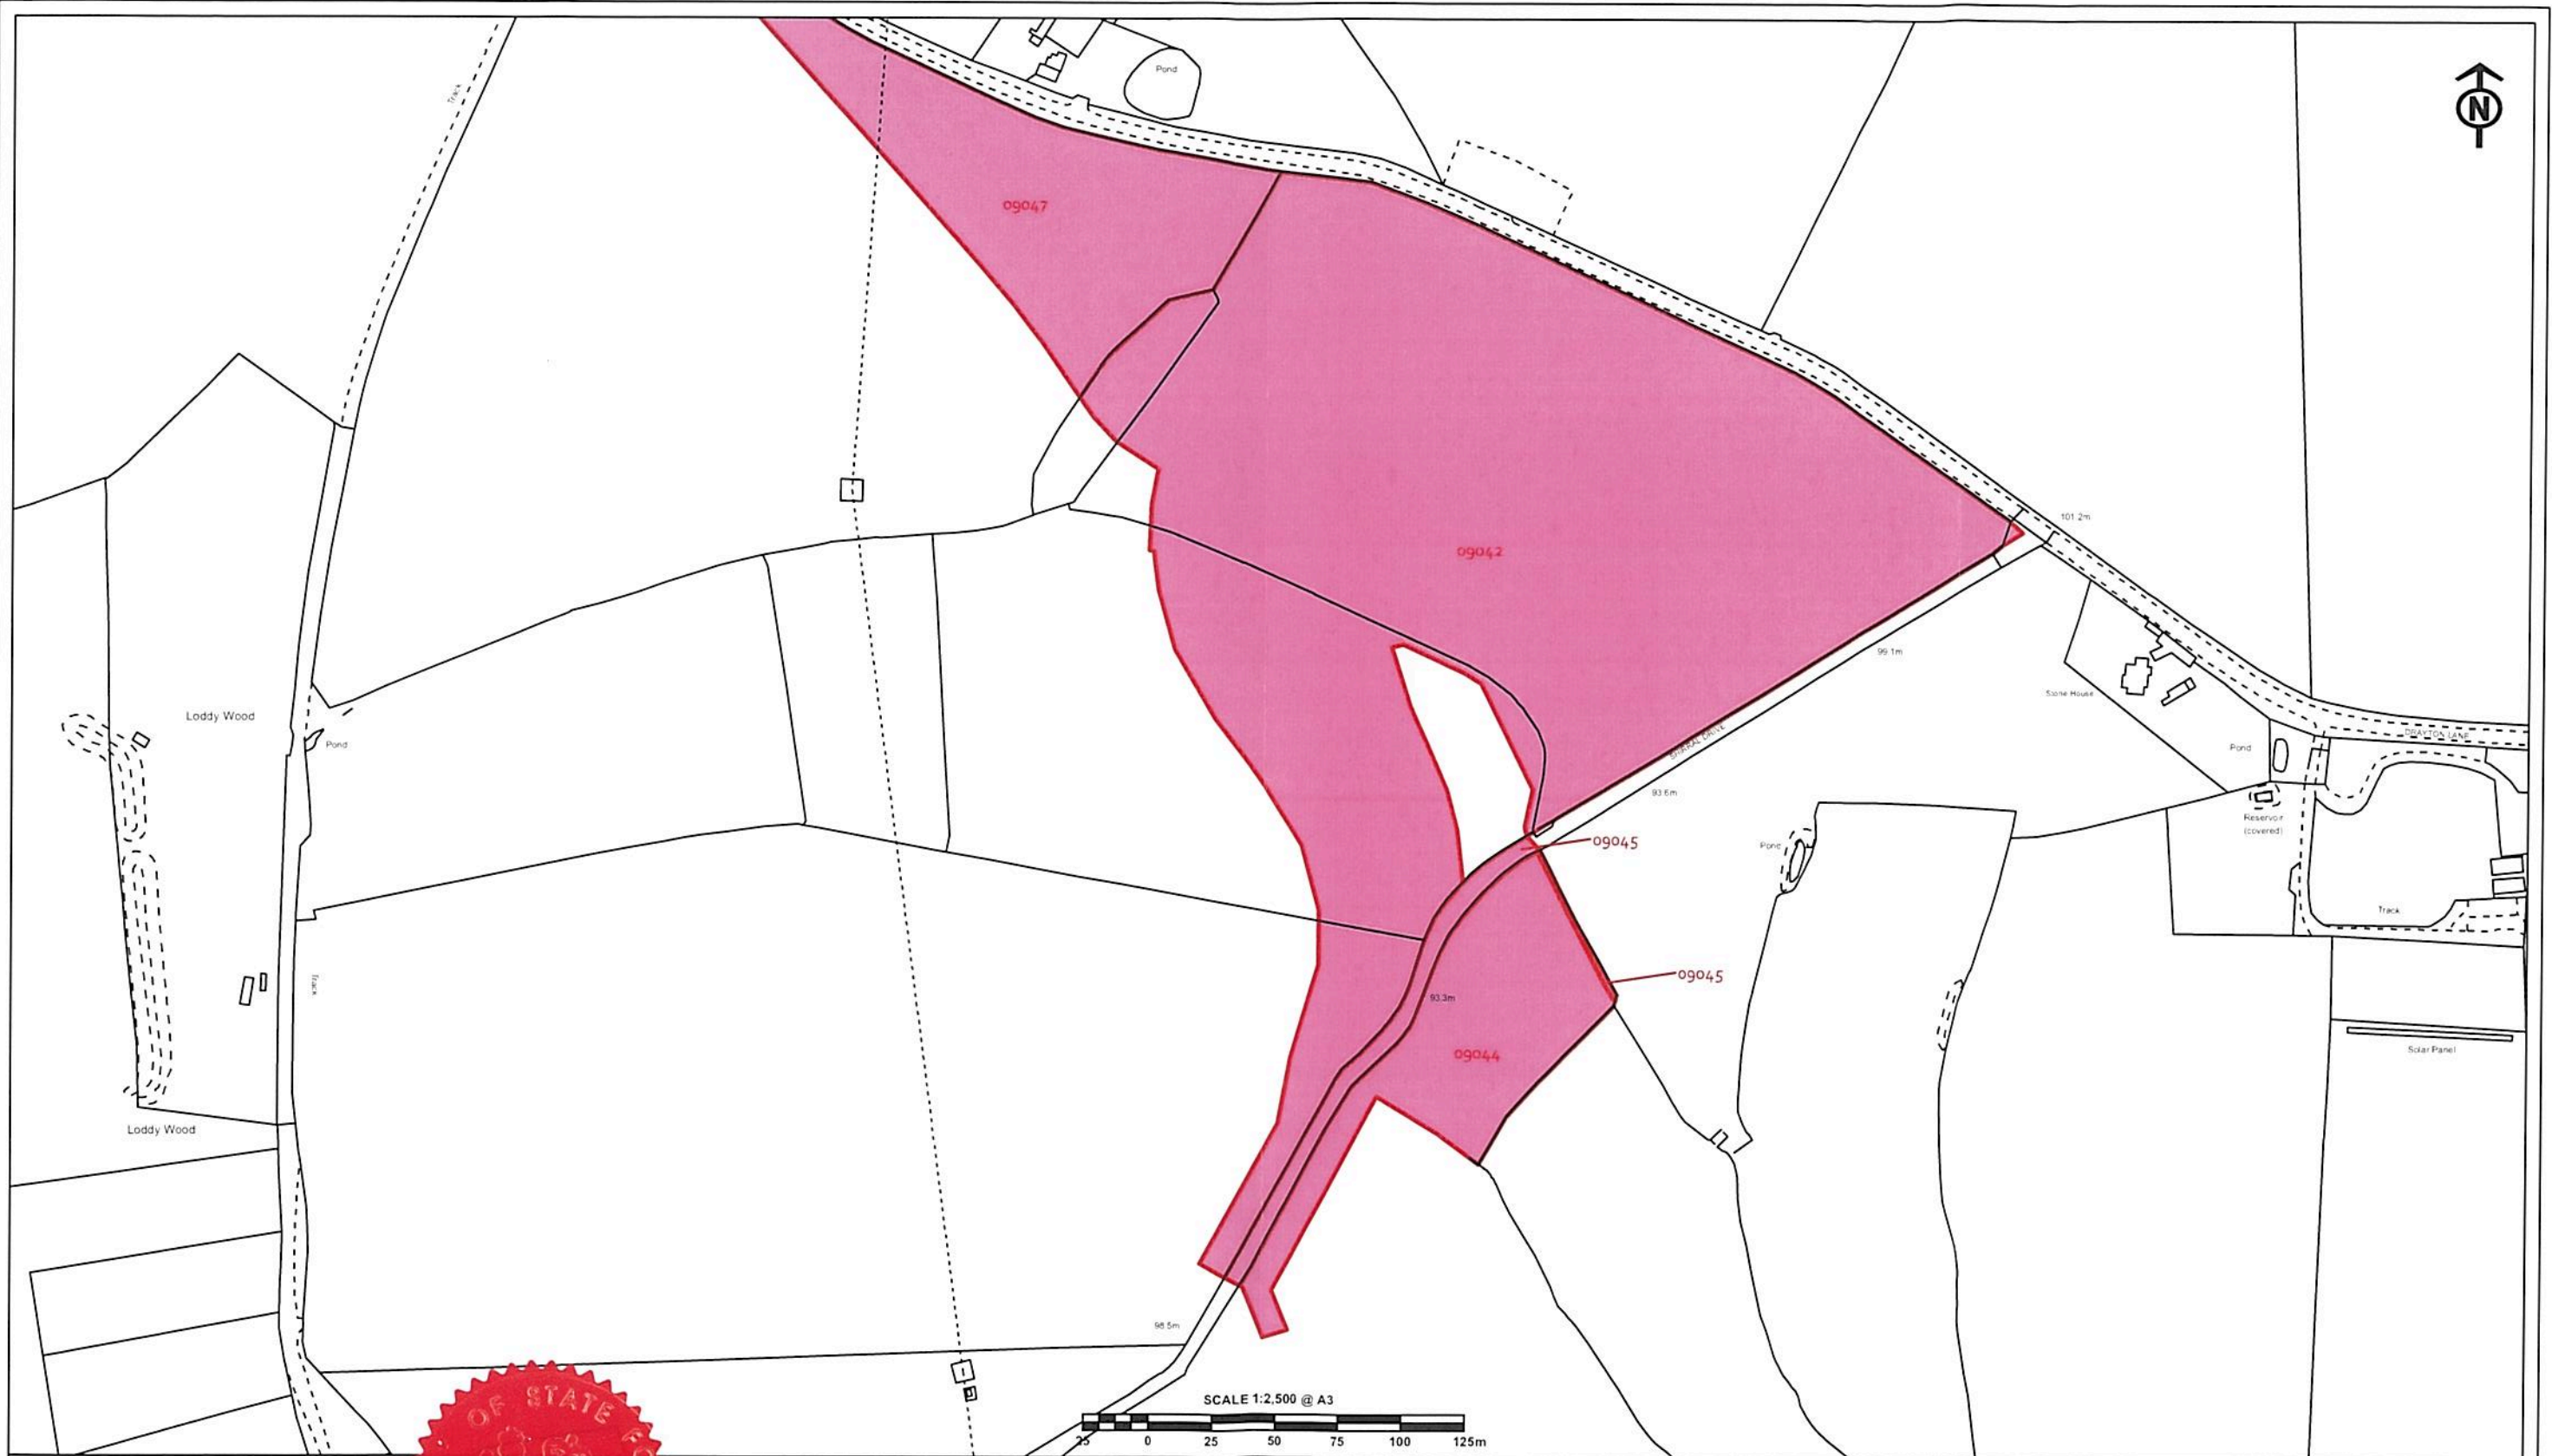 Pond
Track
N
09047
101.2m
09042
99.1m
Stone House
Loddy Wood
Pond
SHIRRAL DRIVE
DRAYTON LANE
Pond
93.6m
Reservoir
(covered)
09045
Pond
Track
09045
Track
93.3m
09044
Solar Panel
Loddy Wood
98.5m
SCALE 1:2,500 @ A3
25 0 25 50 75 100 125m
OF STATE